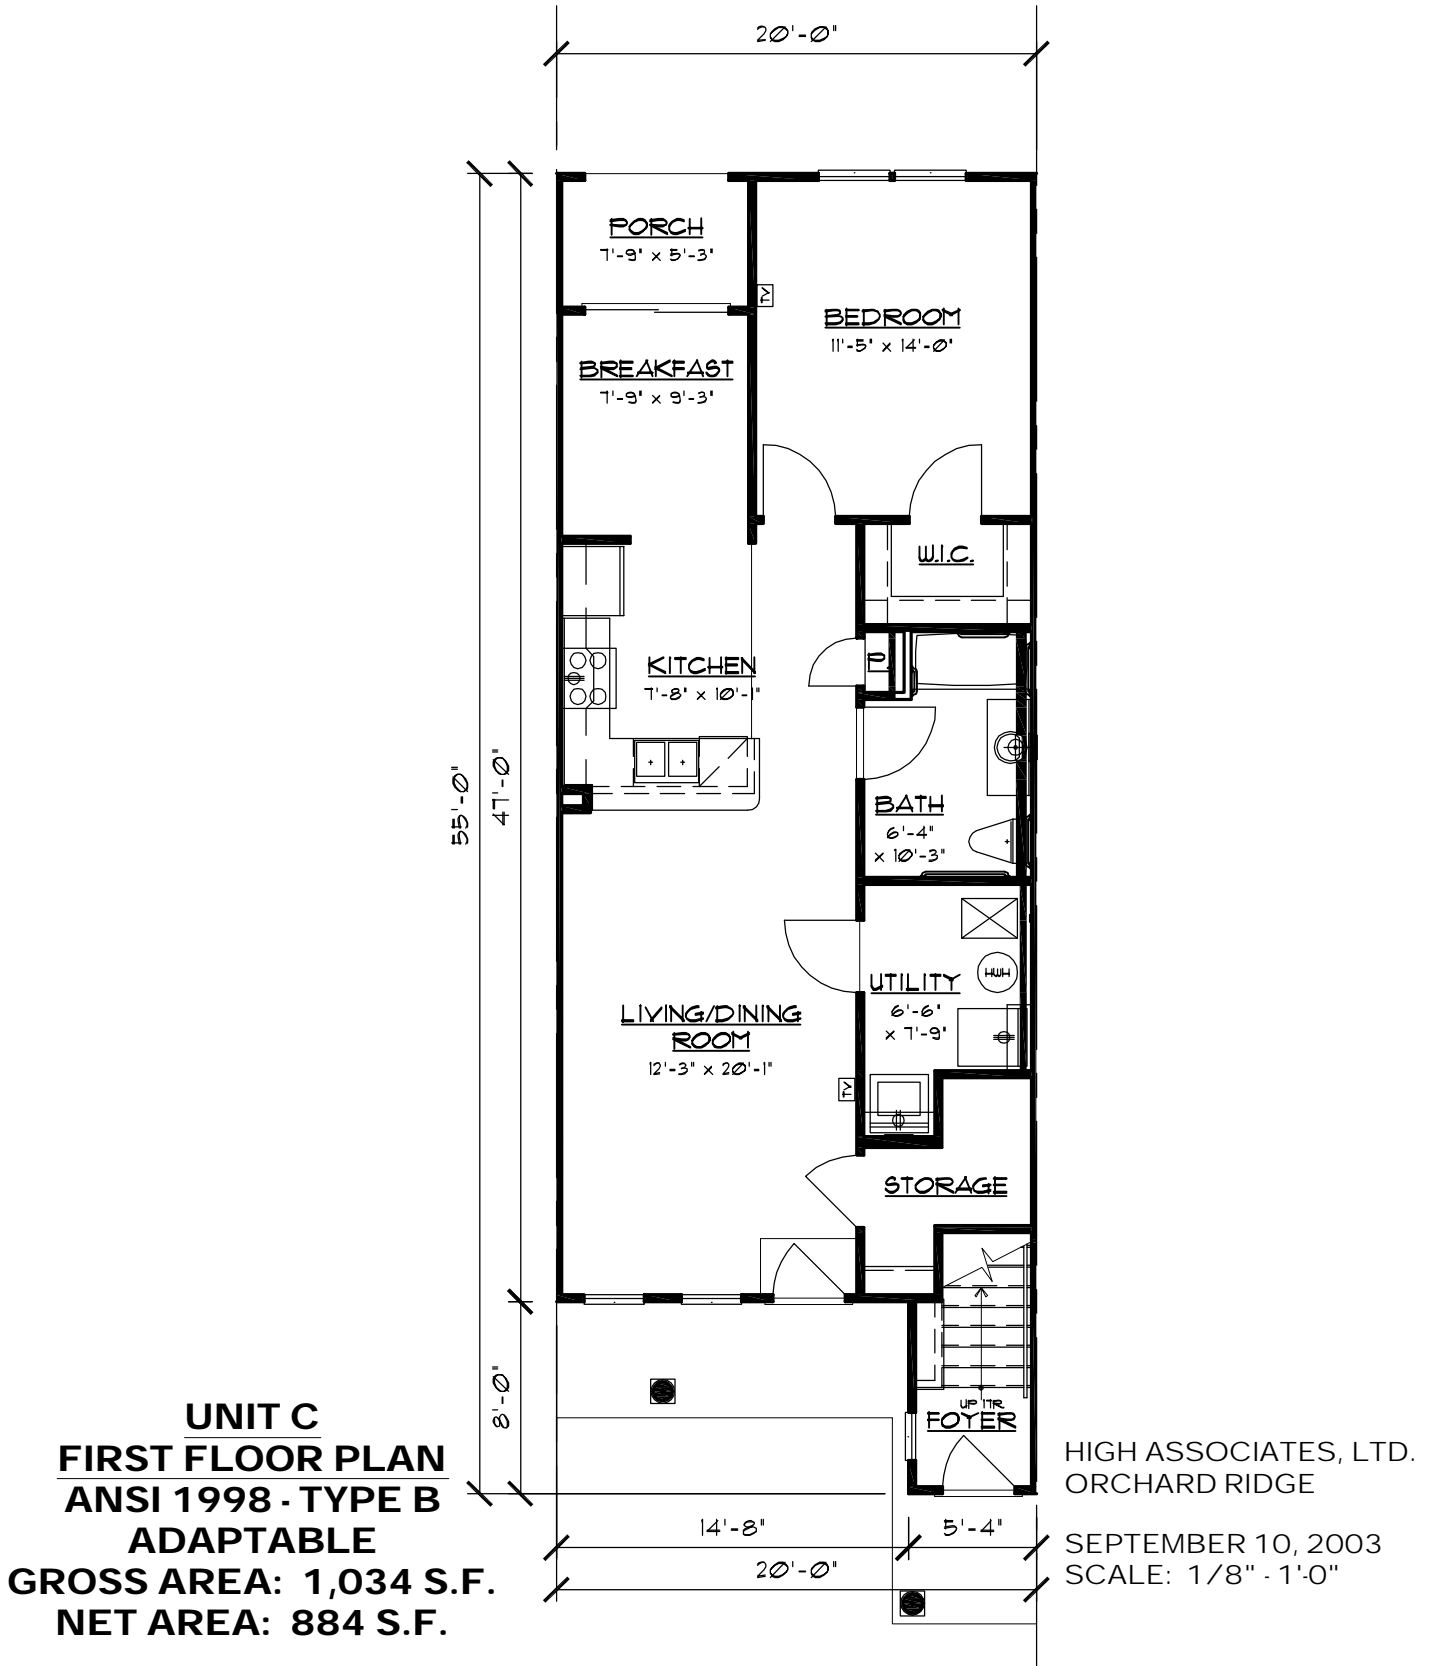 20'-0"
PORCH
7'-9" x 5'-3"
TV
BEDROOM
11'-5" x 14'-0"
BREAKFAST
7'-9" x 9'-3"
W.I.C.
KITCHEN
7'-8" x 10'-1"
55'-0"
47'-0"
BATH
6'-4"
x 10'-3"
UTILITY
6'-6"
x 7'-9"
HWH
LIVING/DINING
ROOM
12'-3" x 20'-1"
TV
STORAGE
8'-0"
UP 17R
FOYER
14'-8"
5'-4"
20'-0"
UNIT C
FIRST FLOOR PLAN
ANSI 1998 - TYPE B
ADAPTABLE
GROSS AREA: 1,034 S.F.
NET AREA: 884 S.F.
HIGH ASSOCIATES, LTD.
ORCHARD RIDGE
SEPTEMBER 10, 2003
SCALE: 1/8" - 1'-0"